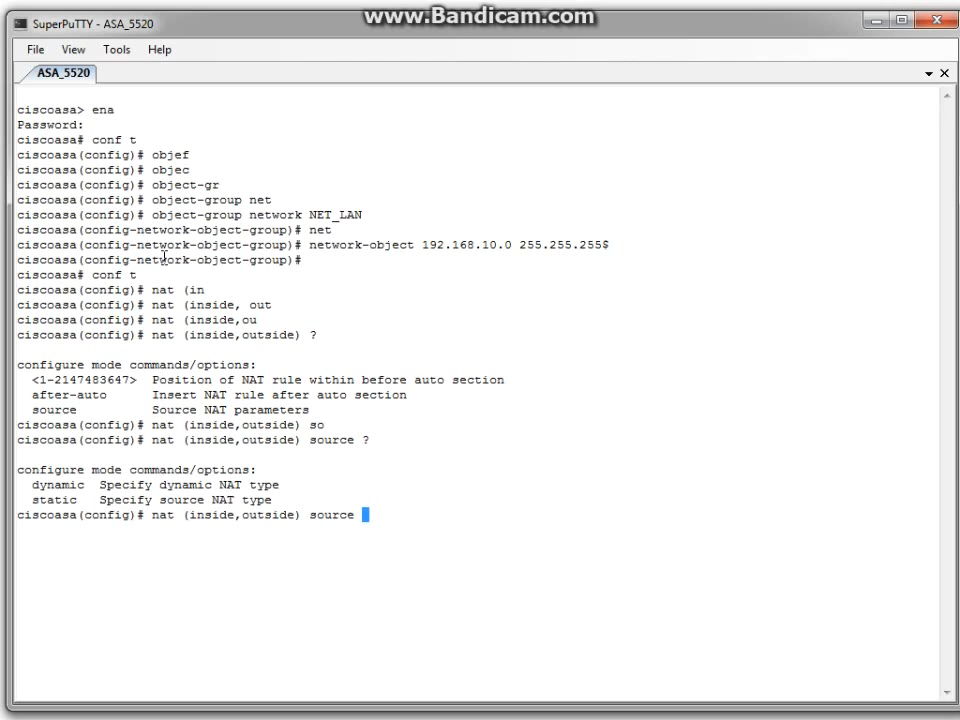 www.Bandicam.com
SuperPuTTY - ASA_5520
File View Tools Help
ASA_5520
ciscoasa> ena
Password:
ciscoasa# conf t
ciscoasa(config)# objef
ciscoasa(config)# objec
ciscoasa(config)# object-gr
ciscoasa(config)# object-group net
ciscoasa(config)# object-group network NET_LAN
ciscoasa(config-network-object-group)# net
ciscoasa(config-network-object-group)# network-object 192.168.10.0 255.255.255$
ciscoasa(config-network-object-group)#
ciscoasa# conf t
ciscoasa(config)# nat (in
ciscoasa(config)# nat (inside, out
ciscoasa(config)# nat (inside,ou
ciscoasa(config)# nat (inside,outside) ?
configure mode commands/options:
<1-2147483647> Position of NAT rule within before auto section
after-auto Insert NAT rule after auto section
source Source NAT parameters
ciscoasa(config)# nat (inside,outside) so
ciscoasa(config)# nat (inside,outside) source ?
configure mode commands/options:
dynamic Specify dynamic NAT type
static Specify source NAT type
ciscoasa(config)# nat (inside,outside) source